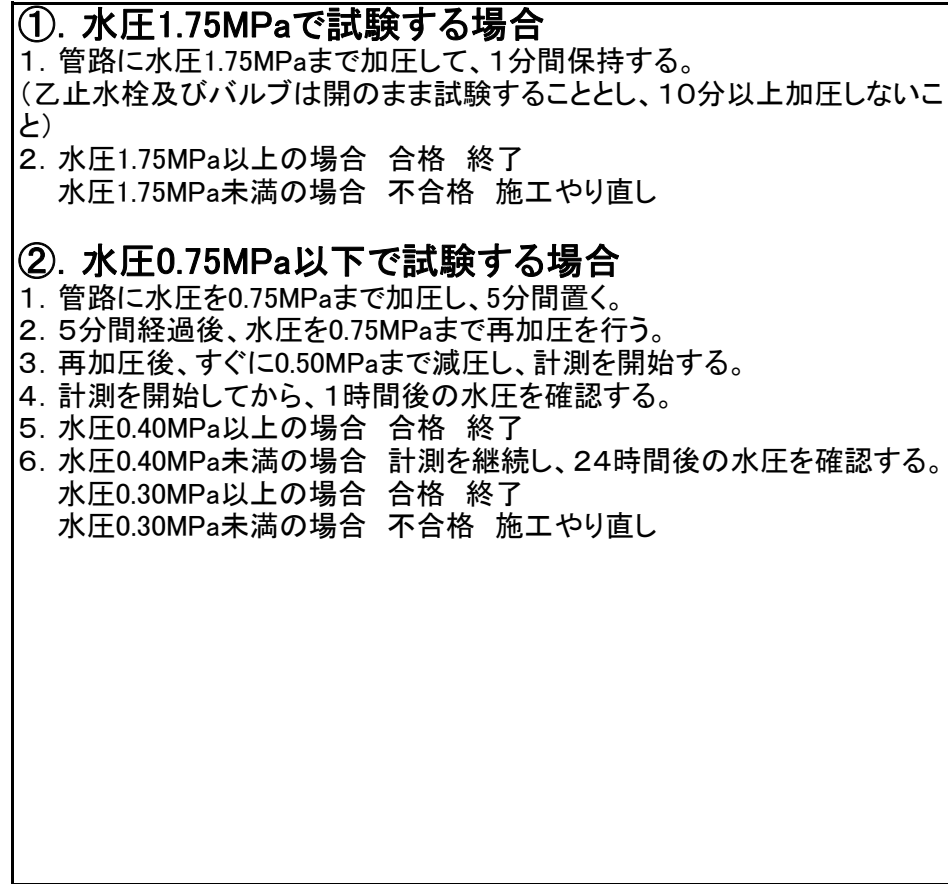 ①．水圧1.75MPaで試験する場合
１．管路に水圧1.75MPaまで加圧して、１分間保持する。
（乙止水栓及びバルブは開のまま試験することとし、１０分以上加圧しないこ
と）
２．水圧1.75MPa以上の場合　合格　終了
水圧1.75MPa未満の場合　不合格　施工やり直し
②．水圧0.75MPa以下で試験する場合
１．管路に水圧を0.75MPaまで加圧し、5分間置く。
２．５分間経過後、水圧を0.75MPaまで再加圧を行う。
３．再加圧後、すぐに0.50MPaまで減圧し、計測を開始する。
４．計測を開始してから、１時間後の水圧を確認する。
５．水圧0.40MPa以上の場合　合格　終了
６．水圧0.40MPa未満の場合　計測を継続し、２４時間後の水圧を確認する。
水圧0.30MPa以上の場合　合格　終了
水圧0.30MPa未満の場合　不合格　施工やり直し